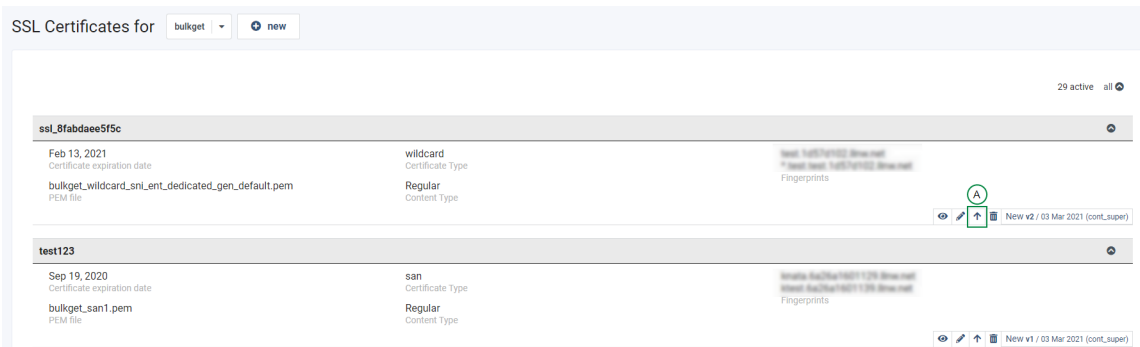 SSL Certificates for bulkget new
29 active all
ssl_8fabdaee5f5c
Feb 13, 2021 wildcard
Certificate expiration date Certificate Type
Fingerprints
bulkget_wildcard_sni_ent_dedicated_gen_default.pem Regular
PEM file Content Type
A
New v2 / 03 Mar 2021 (cont_super)
test123
Sep 19, 2020 san
Certificate expiration date Certificate Type
Fingerprints
bulkget_san1.pem Regular
PEM file Content Type
New v1 / 03 Mar 2021 (cont_super)